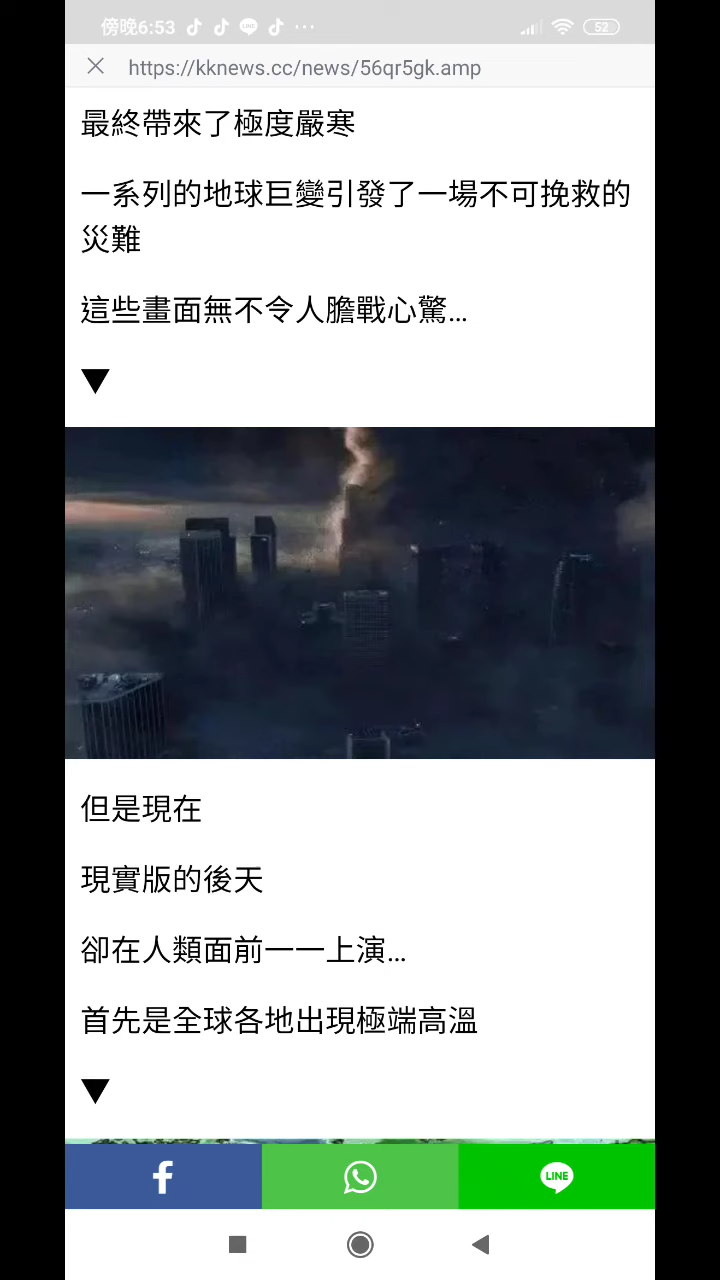 傍晚6:53 LINE ··· 52
https://kknews.cc/news/56qr5gk.amp
最終帶來了極度嚴寒
一系列的地球巨變引發了一場不可挽救的
災難
這些畫面無不令人膽戰心驚...
▼
但是現在
現實版的後天
卻在人類面前一一上演...
首先是全球各地出現極端高溫
▼
LINE